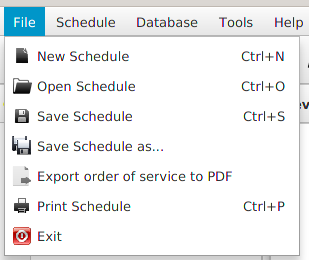 File Schedule Database Tools Help
New Schedule Ctrl+N
Open Schedule Ctrl+O
Save Schedule Ctrl+S
Save Schedule as...
Export order of service to PDF
Print Schedule Ctrl+P
Exit